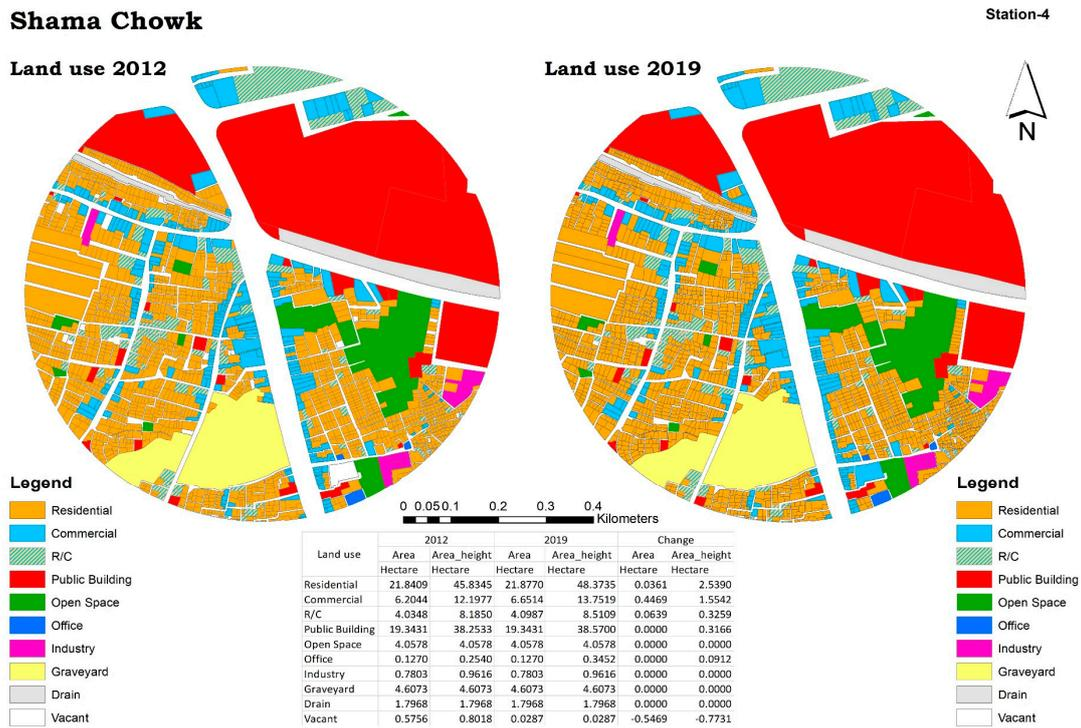 Shama Chowk
Station-4
Land use 2012
Land use 2019
N
Legend
Residential
Commercial
R/C
Public Building
Open Space
Office
Industry
Graveyard
Drain
Vacant
0 0.05 0.1 0.2 0.3 0.4
Kilometers
Land use 2012 2019 Change
Area Area_height Area Area_height Area Area_height
Hectare Hectare Hectare
Residential 21.8409 45.8345 21.8770 48.3735 0.0361 2.5390
Commercial 6.2044 12.1977 6.6514 13.7519 0.4469 1.5542
R/C 4.0348 8.1850 4.0987 8.5109 0.0639 0.3259
Public Building 19.3431 38.2533 19.3431 38.5700 0.0000 0.3166
Open Space 4.0578 4.0578 4.0578 4.0578 0.0000 0.0000
Office 0.1270 0.2540 0.1270 0.3452 0.0000 0.0912
Industry 0.7803 0.9616 0.7803 0.9616 0.0000 0.0000
Graveyard 4.6073 4.6073 4.6073 4.6073 0.0000 0.0000
Drain 1.7968 1.7968 1.7968 1.7968 0.0000 0.0000
Vacant 0.5756 0.8018 0.0287 0.0287 -0.5469 -0.7731
Legend
Residential
Commercial
R/C
Public Building
Open Space
Office
Industry
Graveyard
Drain
Vacant